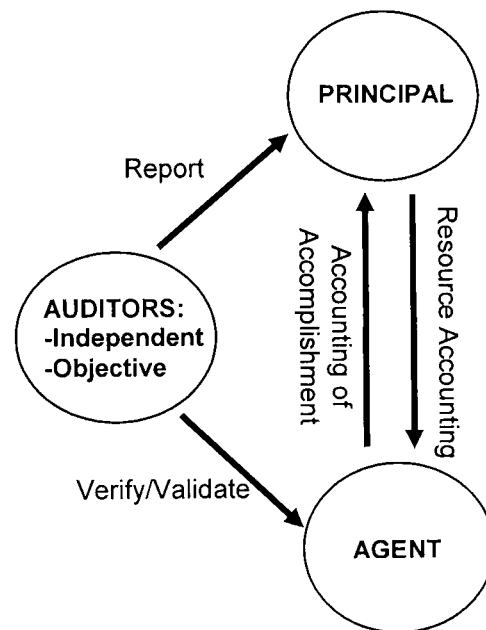 PRINCIPAL
Report
AUDITORS:
-Independent
-Objective
Accounting of
Accomplishment
Resource Accounting
Verify/Validate
AGENT